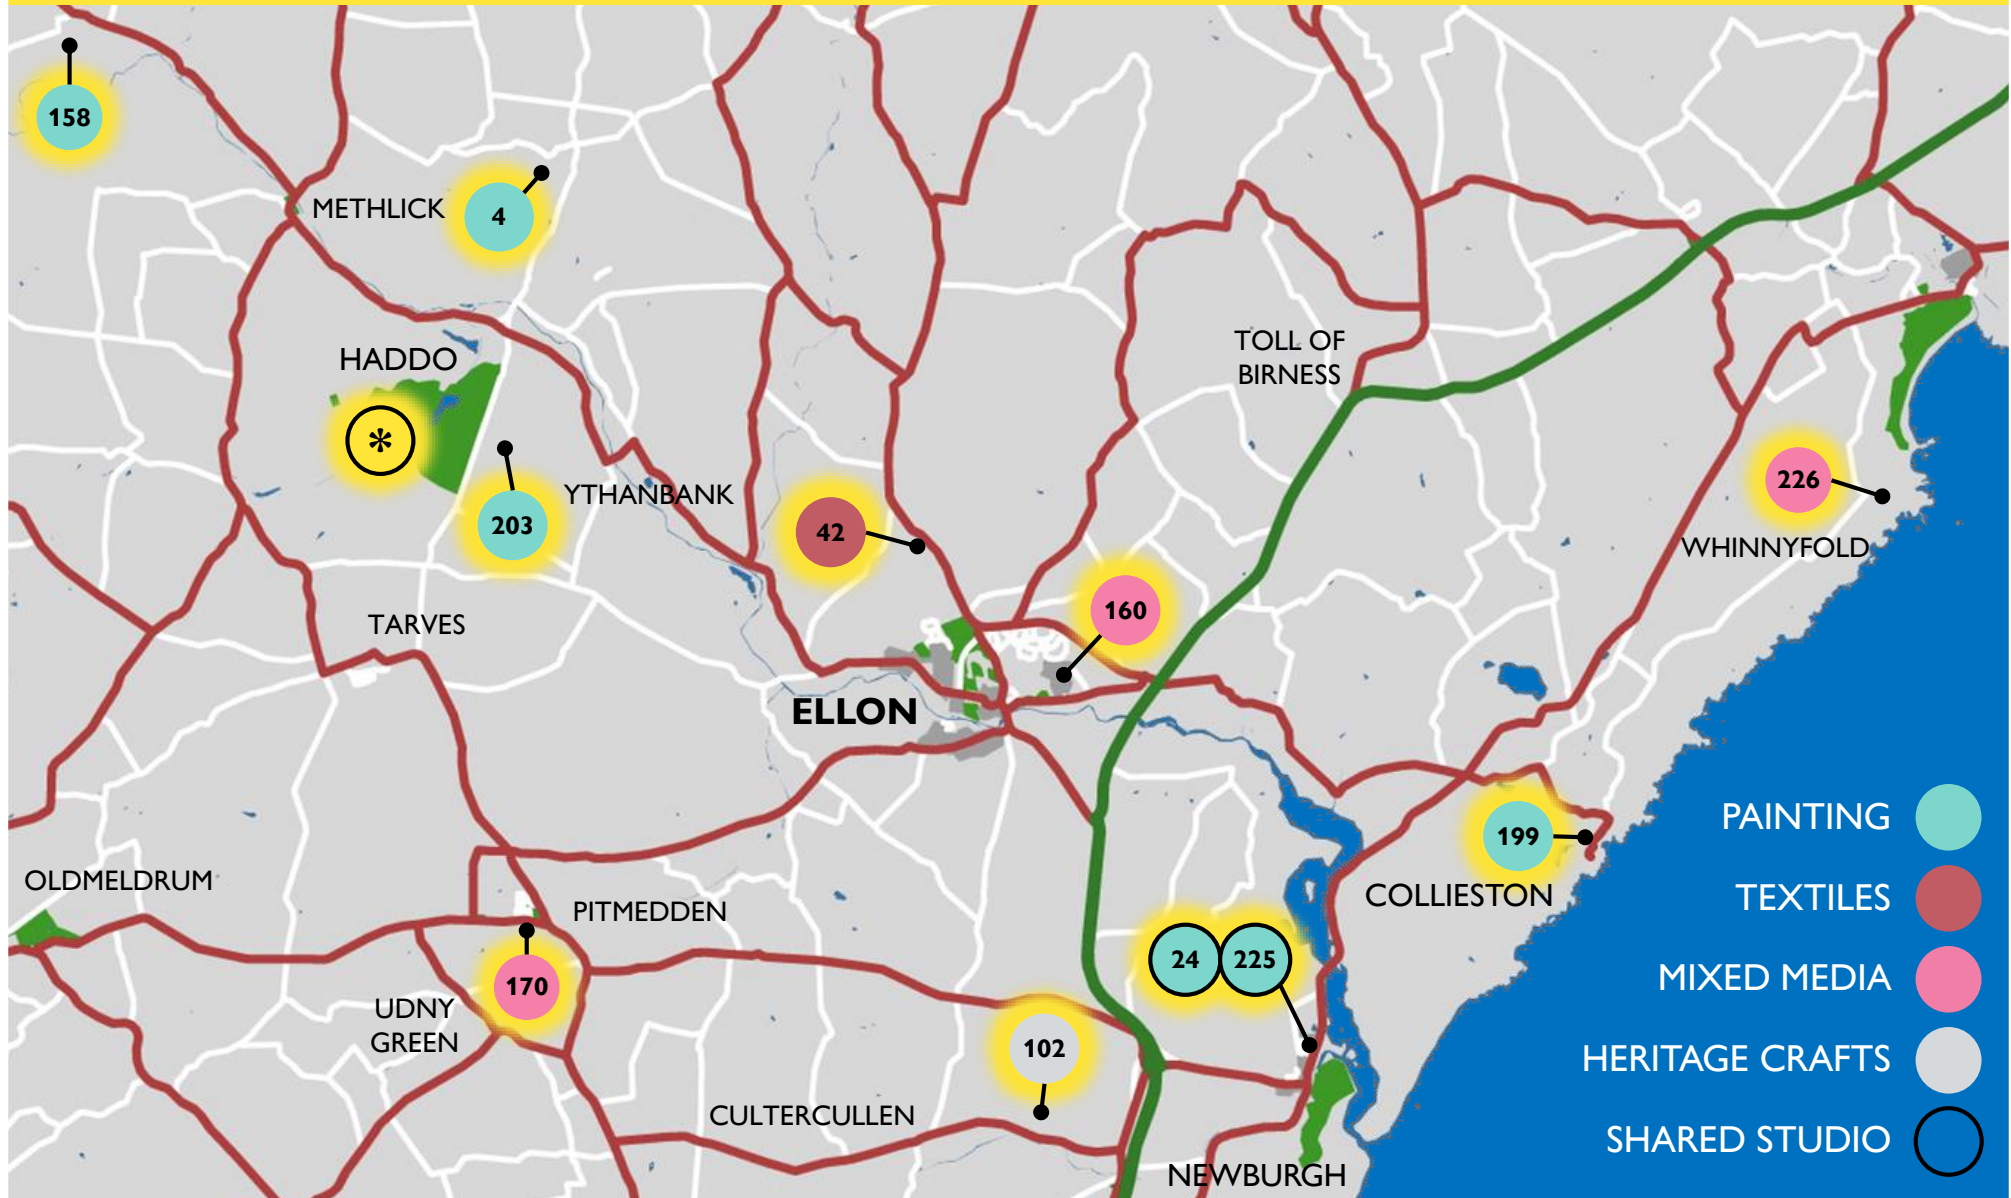 158
METHLICK
4
HADDO
*
203
YTHANBANK
42
TOLL OF
BIRNESS
226
WHINNYFOLD
160
TARVES
ELLON
OLDMELDRUM
PITMEDDEN
170
UDNY
GREEN
199
COLLIESTON
24
225
102
CULTERCULLEN
NEWBURGH
PAINTING
TEXTILES
MIXED MEDIA
HERITAGE CRAFTS
SHARED STUDIO